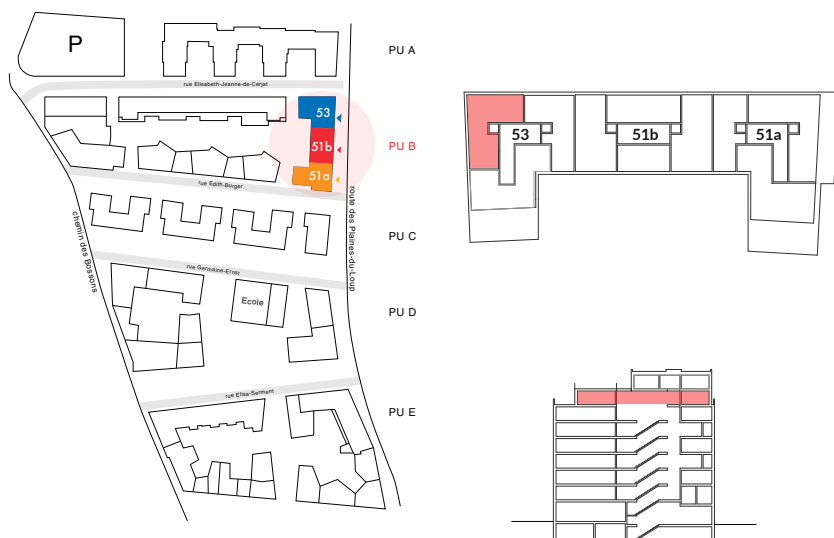 P
PU A
rue Elisabeth-Jeanne-de-Cerjat
53
51b
51a
PU B
rue Edith-Burger
route des Plaines-du-Loup
chemin des Bossons
PU C
rue Germaine-Ernst
Ecole
PU D
rue Elisa-Serment
PU E
53
51b
51a